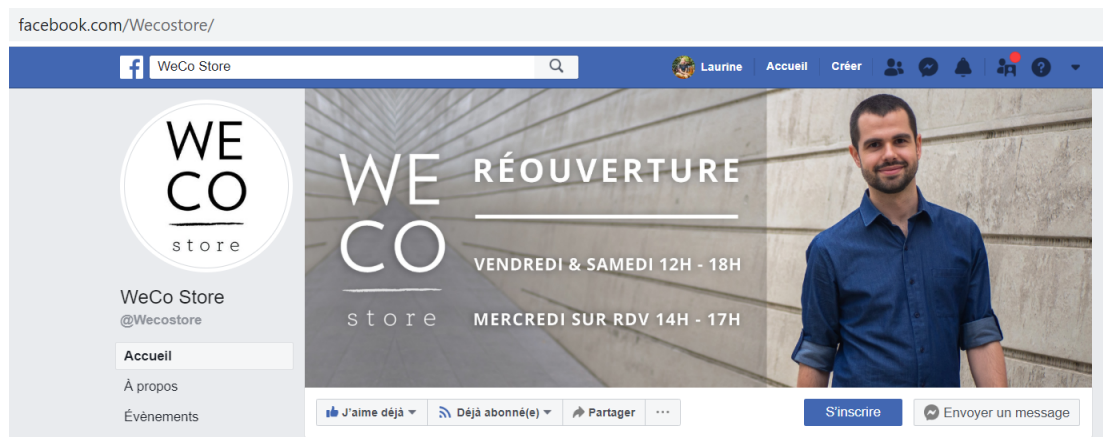 facebook.com/Wecostore/
WeCo Store
Laurine Accueil Créer
WE
CO
store
WE
CO
store
RÉOUVERTURE
VENDREDI & SAMEDI 12H - 18H
MERCREDI SUR RDV 14H - 17H
WeCo Store
@Wecostore
Accueil
À propos
Évènements
J'aime déjà Déjà abonné(e) Partager ... S'inscrire Envoyer un message